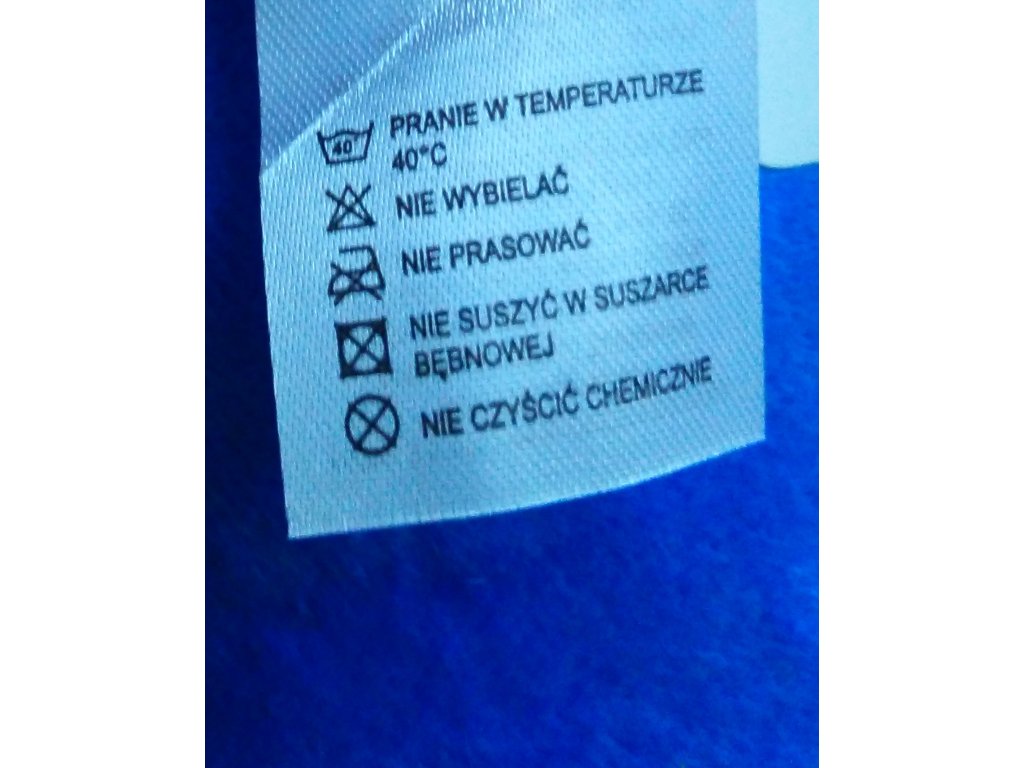 40°
PRANIE W TEMPERATURZE
40°C
NIE WYBIELAĆ
NIE PRASOWAĆ
NIE SUSZYĆ W SUSZARCE
BĘBNOWEJ
NIE CZYŚCIĆ CHEMICZNIE